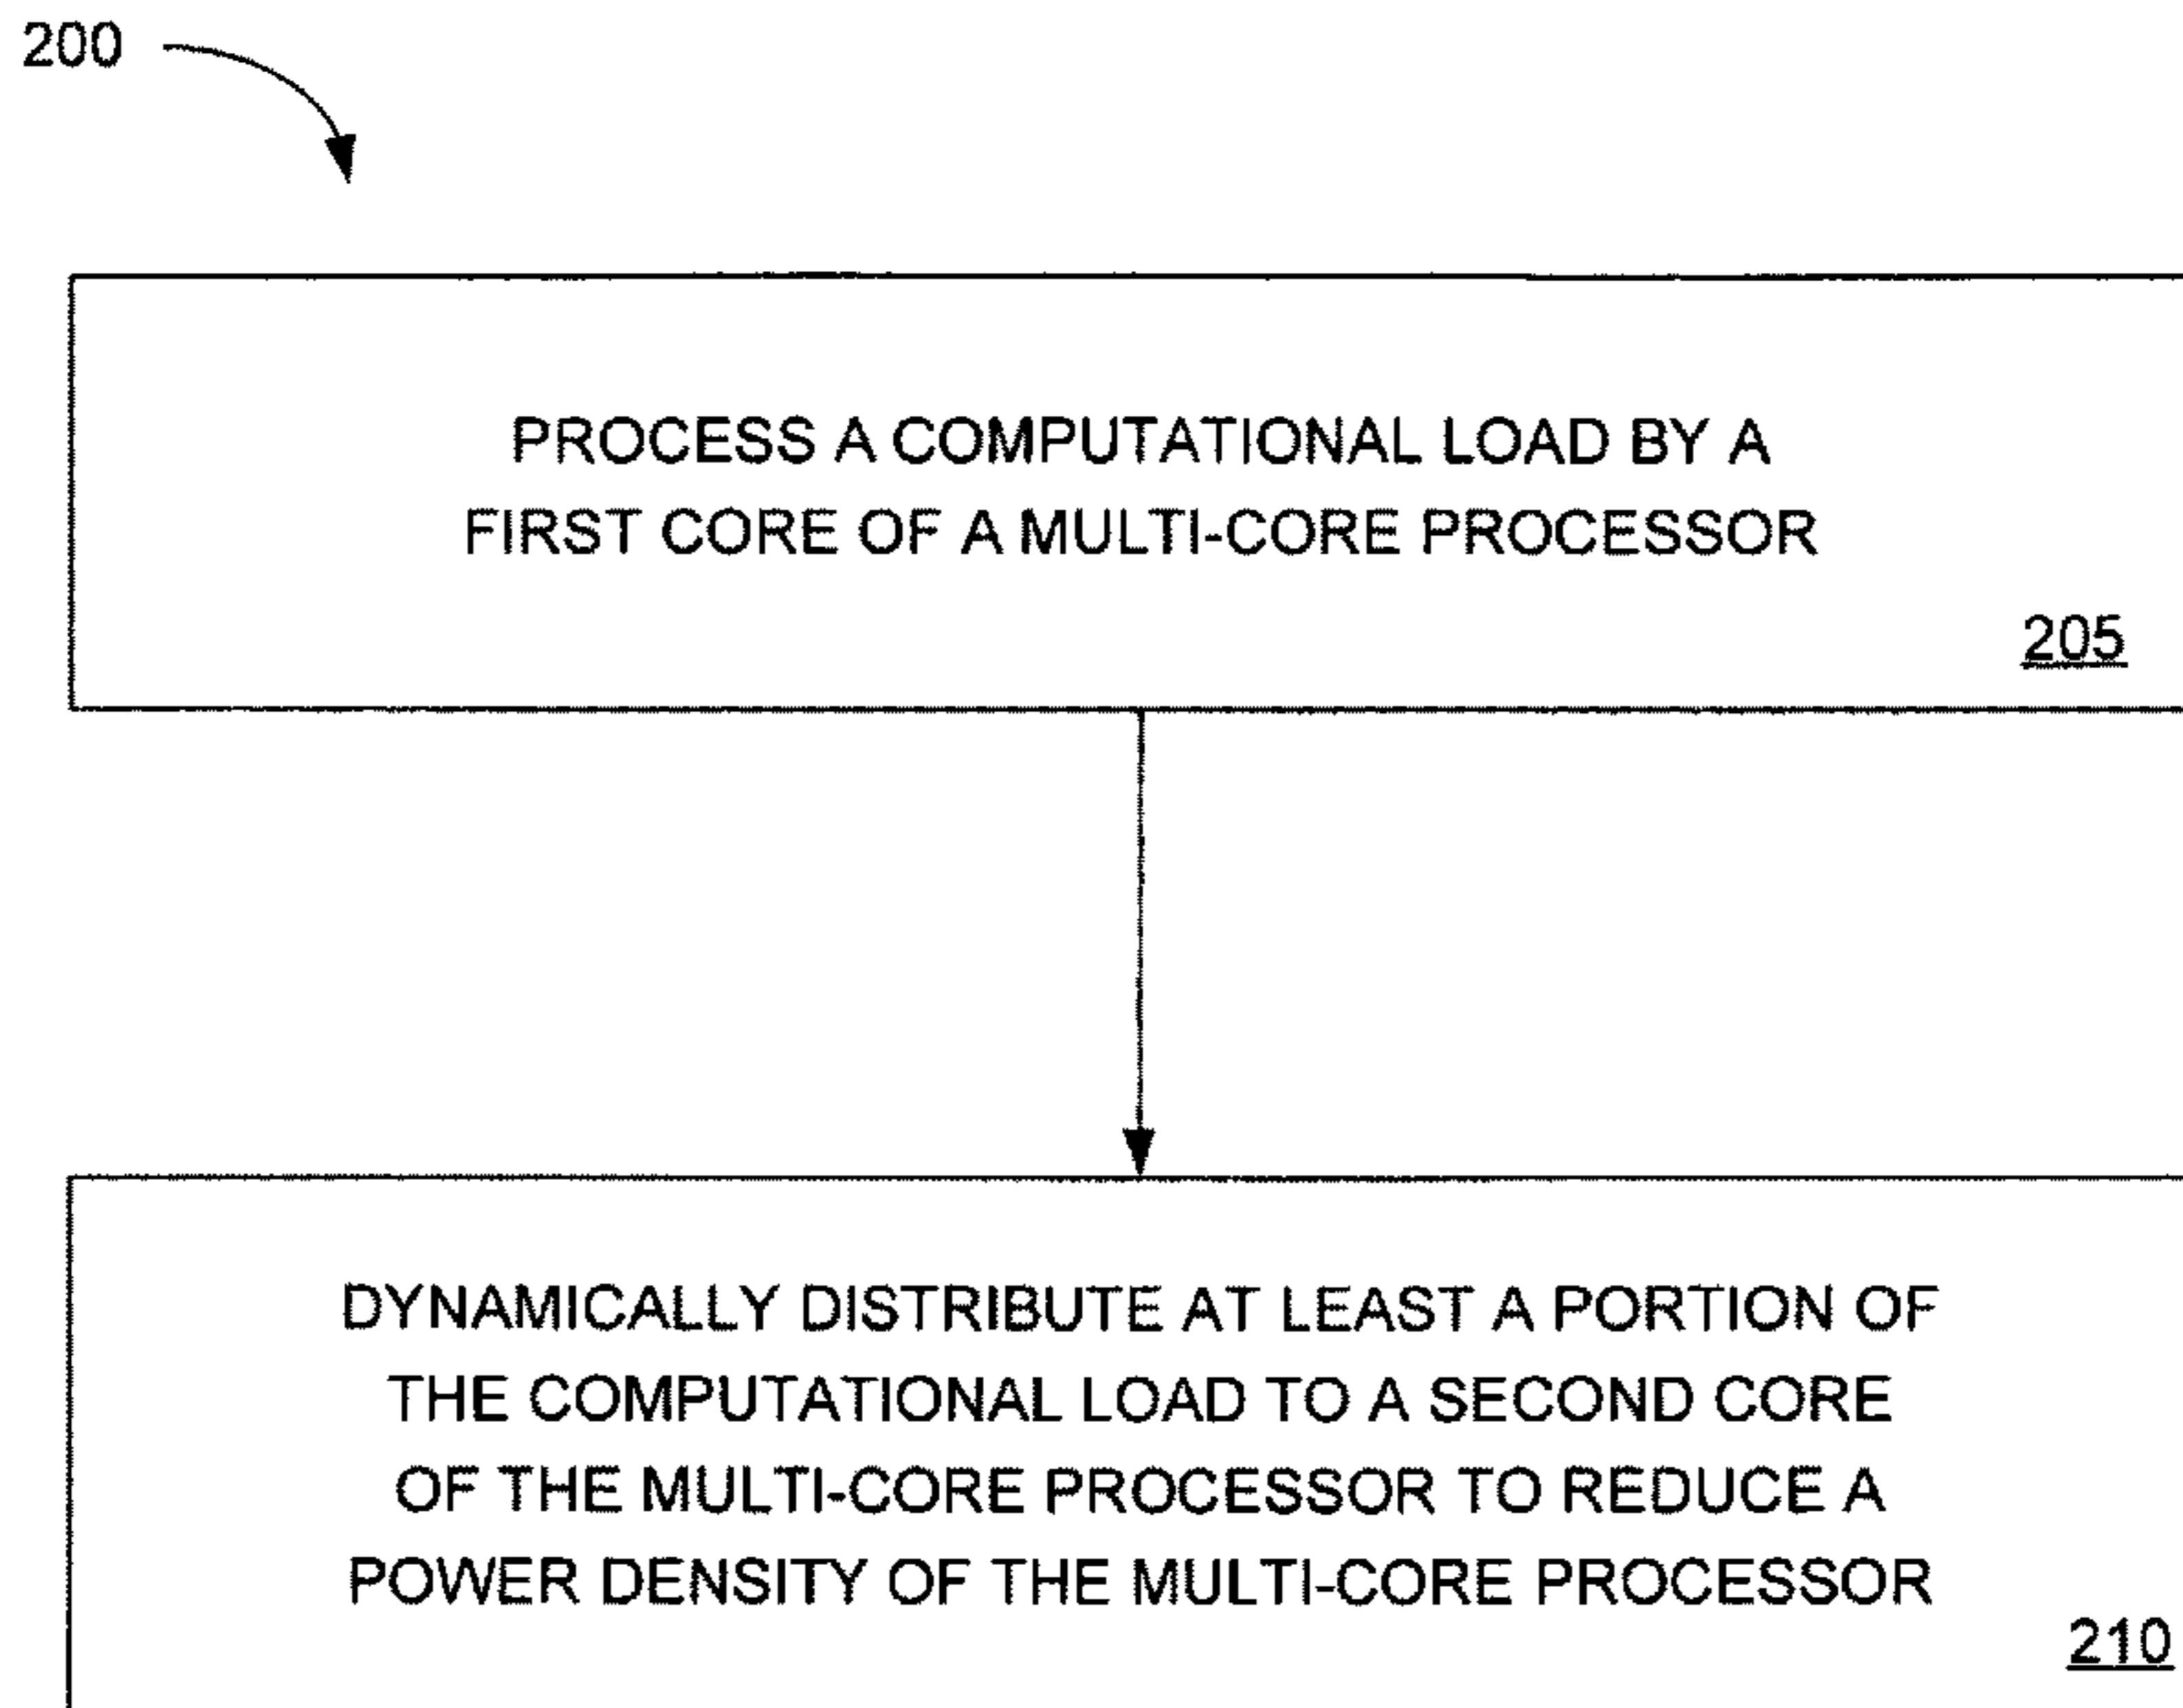 200
PROCESS A COMPUTATIONAL LOAD BY A
FIRST CORE OF A MULTI-CORE PROCESSOR
205
DYNAMICALLY DISTRIBUTE AT LEAST A PORTION OF
THE COMPUTATIONAL LOAD TO A SECOND CORE
OF THE MULTI-CORE PROCESSOR TO REDUCE A
POWER DENSITY OF THE MULTI-CORE PROCESSOR
210